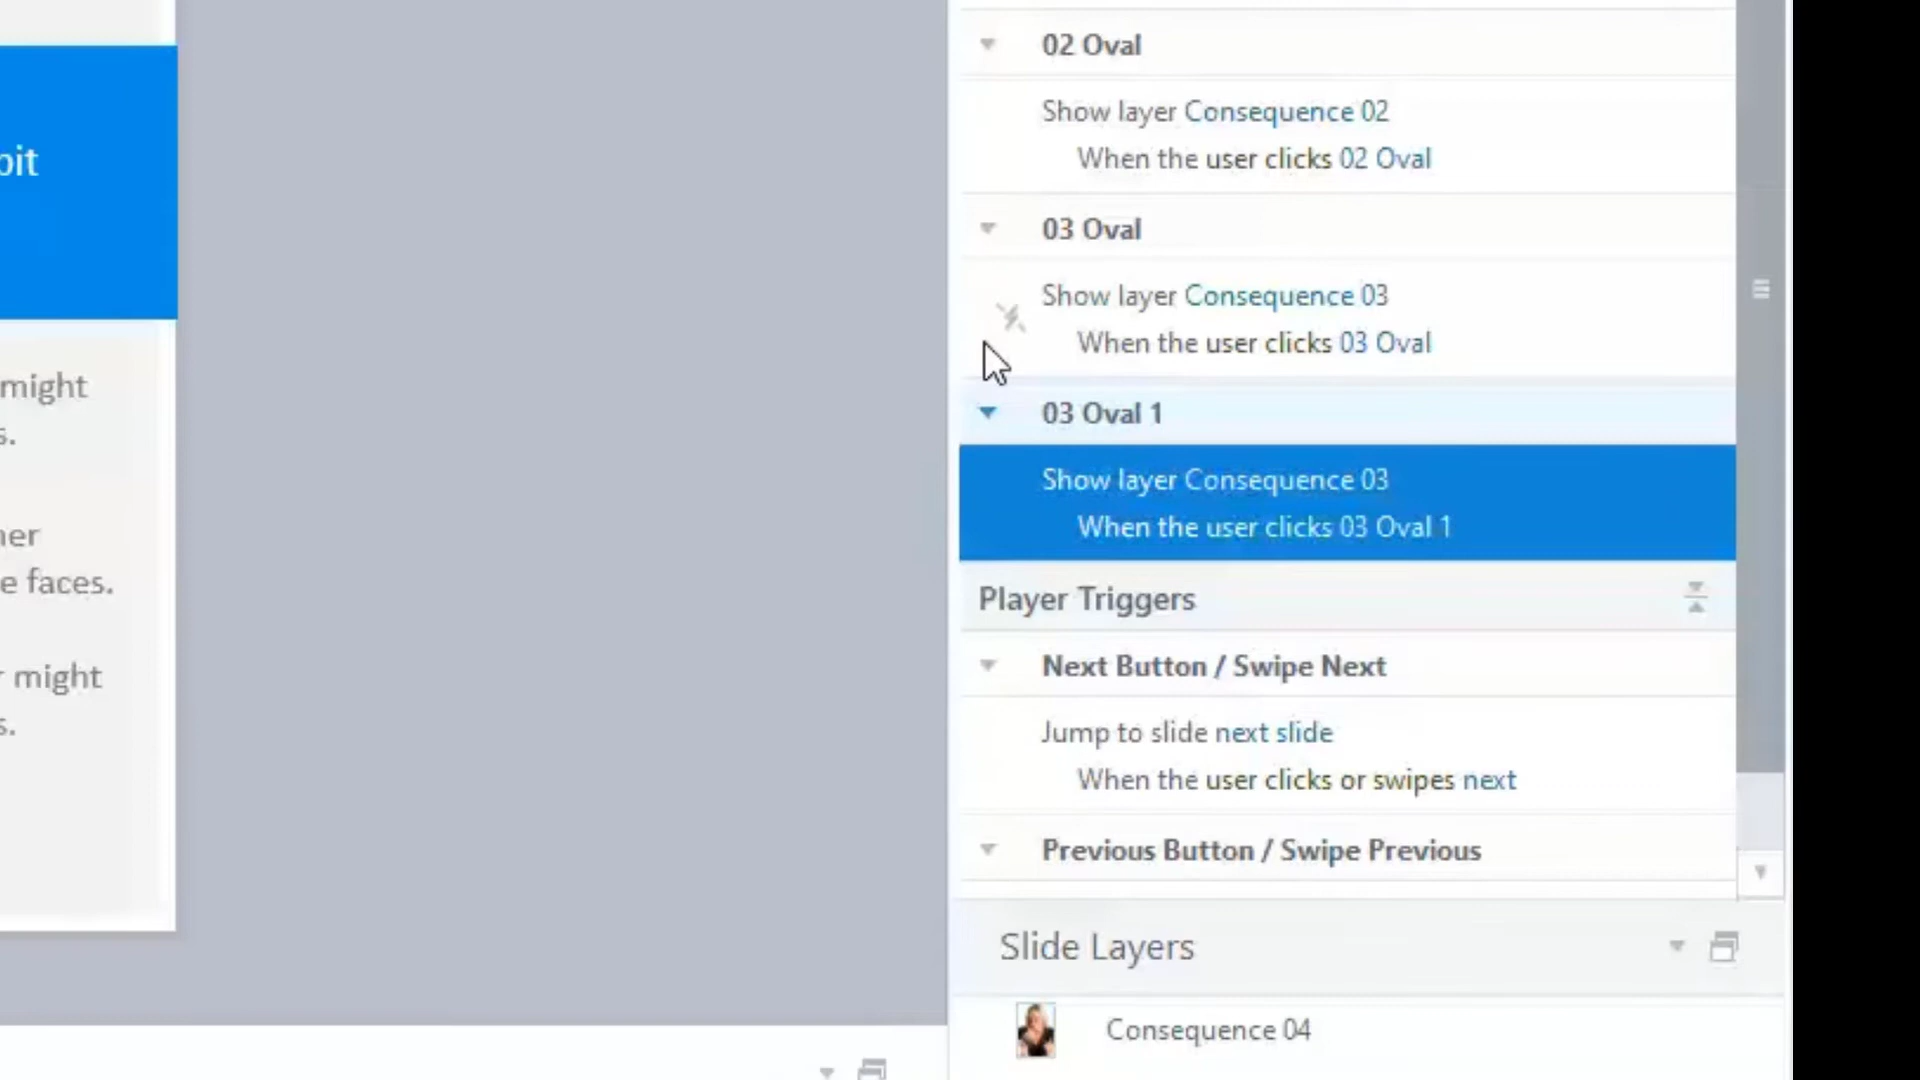 bit
might
s.
e faces.
might
s.
02 Oval
Show layer Consequence 02
When the user clicks 02 Oval
03 Oval
Show layer Consequence 03
When the user clicks 03 Oval
03 Oval 1
Show layer Consequence 03
When the user clicks 03 Oval 1
Player Triggers
Next Button / Swipe Next
Jump to slide next slide
When the user clicks or swipes next
Previous Button / Swipe Previous
Slide Layers
Consequence 04